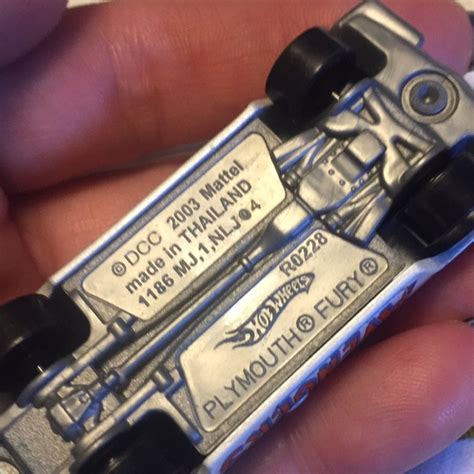 © DCC 2003 Mattel
made in THAILAND
1186 MJ,1,NLJ●4
R0228
HOT WHEELS
PLYMOUTH® FURY®